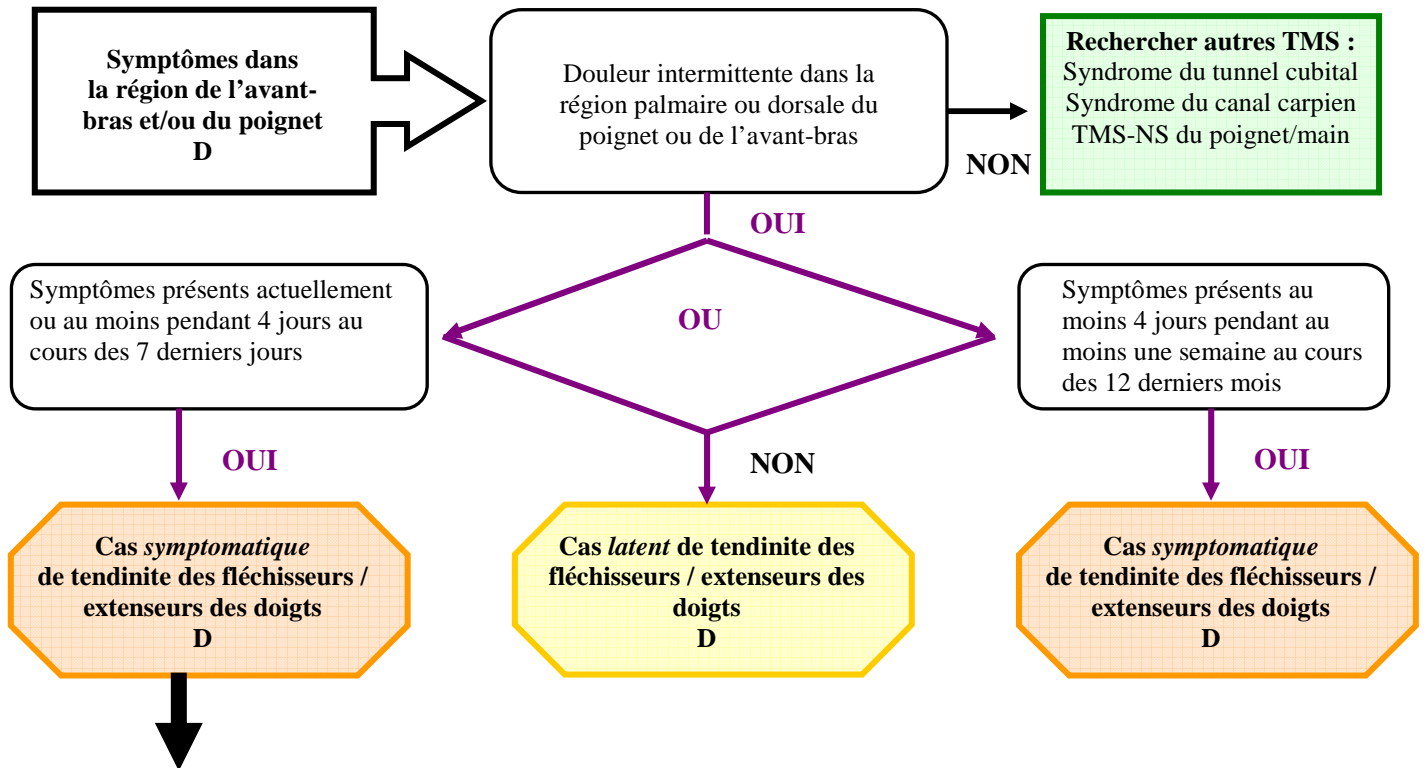 Symptômes dans
la région de l’avant-
bras et/ou du poignet
D
Douleur intermittente dans la
région palmaire ou dorsale du
poignet ou de l’avant-bras
Rechercher autres TMS :
Syndrome du tunnel cubital
Syndrome du canal carpien
TMS-NS du poignet/main
NON
OUI
Symptômes présents actuellement
ou au moins pendant 4 jours au
cours des 7 derniers jours
OU
Symptômes présents au
moins 4 jours pendant au
moins une semaine au cours
des 12 derniers mois
OUI
NON
OUI
Cas symptomatique
de tendinite des fléchisseurs /
extenseurs des doigts
D
Cas latent de tendinite des
fléchisseurs / extenseurs des
doigts
D
Cas symptomatique
de tendinite des fléchisseurs /
extenseurs des doigts
D